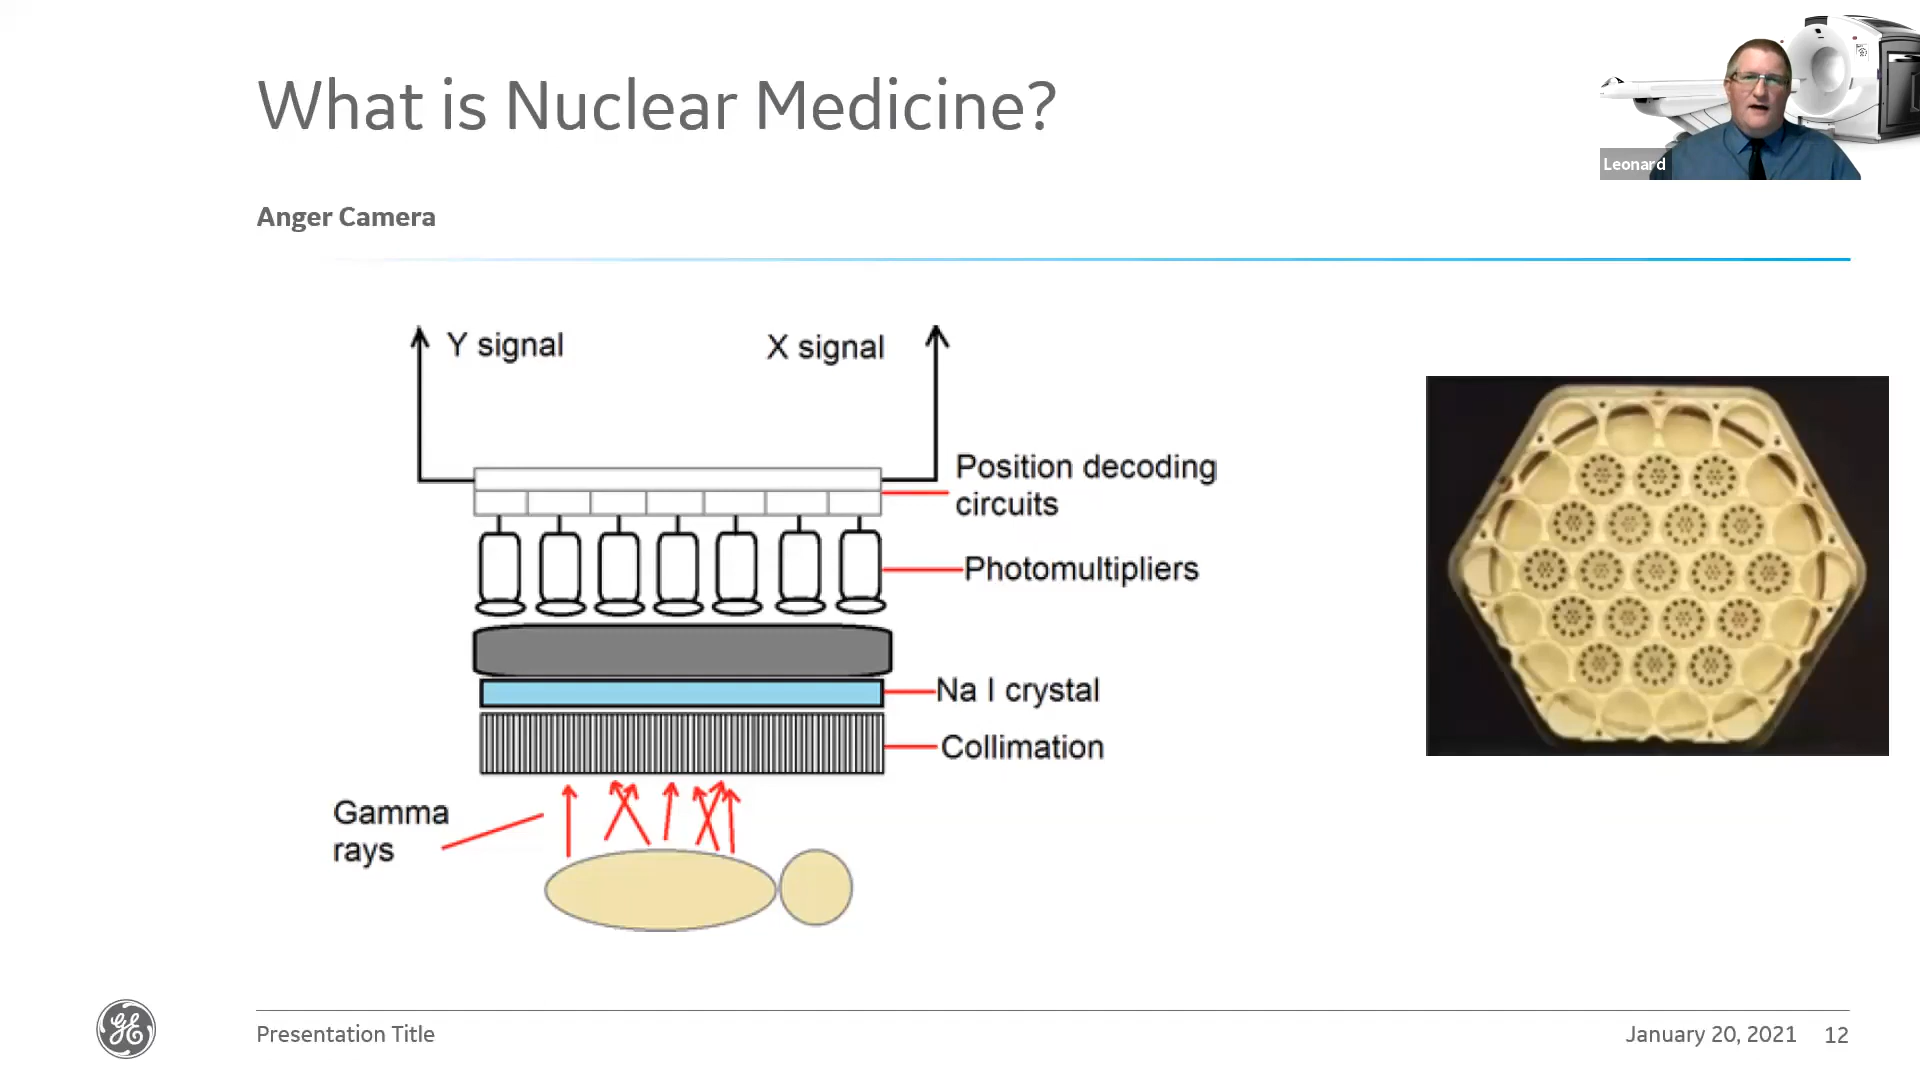 What is Nuclear Medicine?
Leonard
Anger Camera
Y signal
X signal
Position decoding
circuits
Photomultipliers
Na I crystal
Collimation
Gamma
rays
GE
Presentation Title
January 20, 2021
12